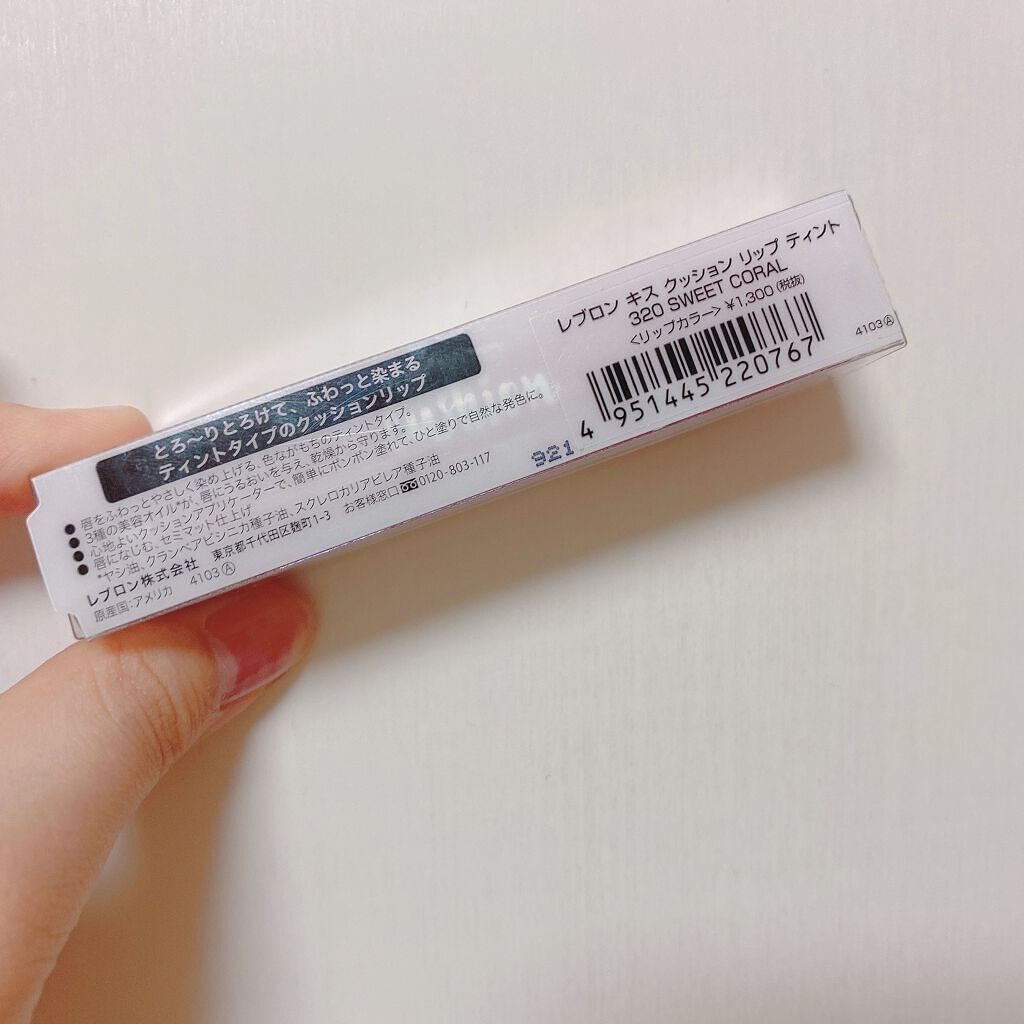 とろ〜りとろけて、ふわっと染まる
ティントタイプのクッションリップ
●唇をふわっとやさしく染め上げる、色ながもちのティントタイプ。
●3種の美容オイル*が、唇にうるおいを与え、乾燥から守ります。
●心地よいクッションアプリケーターで、簡単にポンポン塗れて、ひと塗りで自然な発色に。
●唇になじむ、セミマット仕上げ
*ヤシ油、クランベアビシニカ種子油、スクレロカリアビレア種子油
レブロン株式会社 東京都千代田区麹町1-3 お客様窓口 0120-803-117
原産国:アメリカ 4103Ⓐ
レブロン キス クッション リップ ティント
320 SWEET CORAL
<リップカラー> ¥1,300(税抜)
4 951445 220767
4103Ⓐ
921